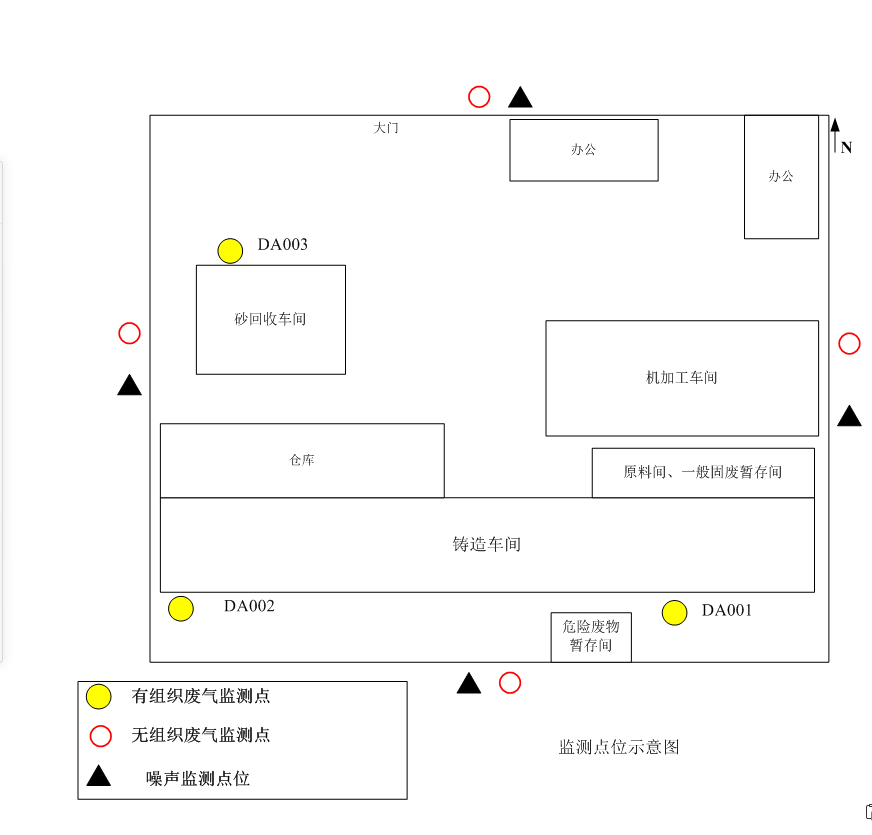 大门
办公
办公
N
DA003
砂回收车间
机加工车间
仓库
原料间、一般固废暂存间
铸造车间
DA002
DA001
危险废物
暂存间
有组织废气监测点
无组织废气监测点
噪声监测点位
监测点位示意图